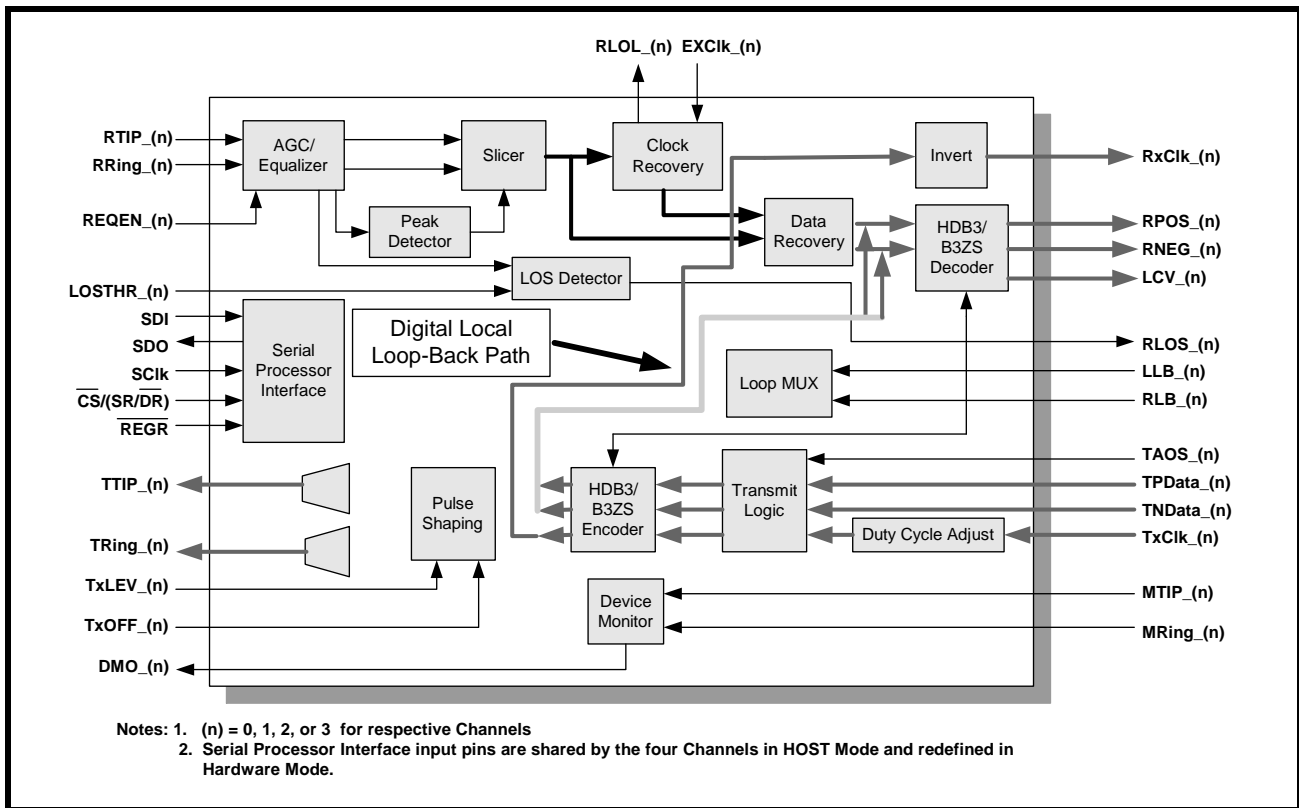 RLOL_(n) EXClk_(n)
RTIP_(n)
RRing_(n)
REQEN_(n)
LOSTHR_(n)
SDI
SDO
SClk
CS/(SR/DR)
REGR
TTIP_(n)
TRing_(n)
TxLEV_(n)
TxOFF_(n)
DMO_(n)
AGC/
Equalizer
Peak
Detector
Slicer
Clock
Recovery
Invert
Data
Recovery
HDB3/
B3ZS
Decoder
LOS Detector
Serial
Processor
Interface
Digital Local
Loop-Back Path
Loop MUX
Pulse
Shaping
HDB3/
B3ZS
Encoder
Transmit
Logic
Duty Cycle Adjust
Device
Monitor
RxClk_(n)
RPOS_(n)
RNEG_(n)
LCV_(n)
RLOS_(n)
LLB_(n)
RLB_(n)
TAOS_(n)
TPData_(n)
TNData_(n)
TxClk_(n)
MTIP_(n)
MRing_(n)
Notes: 1. (n) = 0, 1, 2, or 3 for respective Channels
2. Serial Processor Interface input pins are shared by the four Channels in HOST Mode and redefined in
Hardware Mode.